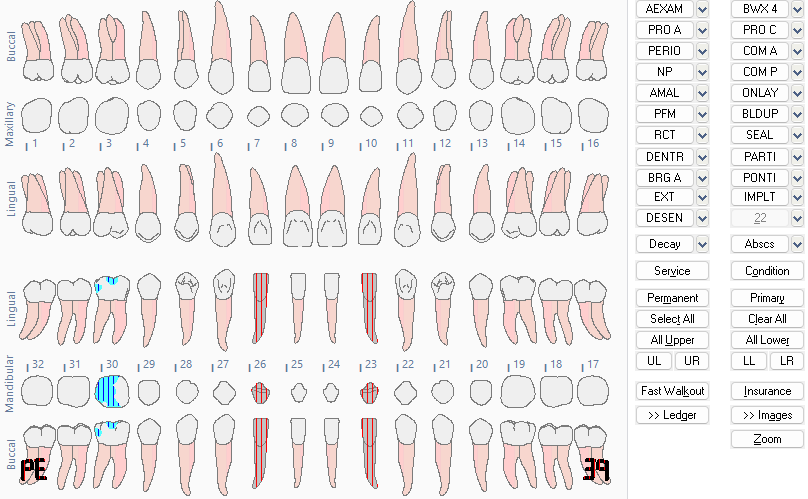 Buccal
Maxillary
1 2 3 4 5 6 7 8 9 10 11 12 13 14 15 16
Lingual
Lingual
Mandibular
32 31 30 29 28 27 26 25 24 23 22 21 20 19 18 17
Buccal
PE 39
AEXAM BWX 4
PRO A PRO C
PERIO COM A
NP COM P
AMAL ONLAY
PFM BLDUP
RCT SEAL
DENTR PARTI
BRG A PONTI
EXT IMPLT
DESEN 22
Decay Abscs
Service Condition
Permanent Primary
Select All Clear All
All Upper All Lower
UL UR LL LR
Fast Walkout Insurance
>> Ledger >> Images
Zoom